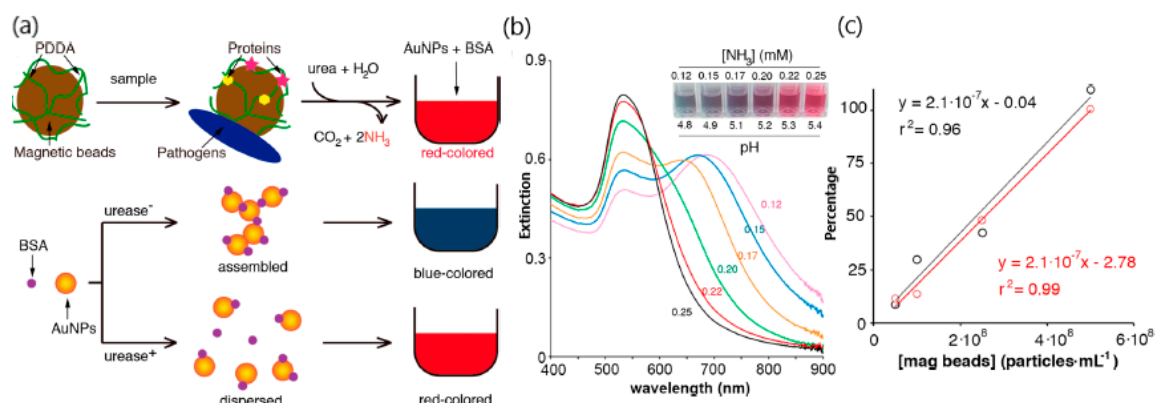 (a)
PDDA
Magnetic beads
sample
Proteins
Pathogens
urea + H₂O
CO₂ + 2NH₃
AuNPs + BSA
red-colored
BSA
AuNPs
urease⁻
assembled
blue-colored
urease⁺
dispersed
red-colored
(b)
Extinction
0.9
0.6
0.3
0
400 500 600 700 800 900
wavelength (nm)
[NH₃] (mM)
0.12 0.15 0.17 0.20 0.22 0.25
4.8 4.9 5.1 5.2 5.3 5.4
pH
0.12
0.15
0.17
0.20
0.22
0.25
(c)
Percentage
100
75
50
25
0
0 2·10⁸ 4·10⁸ 6·10⁸
[mag beads] (particles·mL⁻¹)
y = 2.1·10⁻⁷x - 0.04
r² = 0.96
y = 2.1·10⁻⁷x - 2.78
r² = 0.99